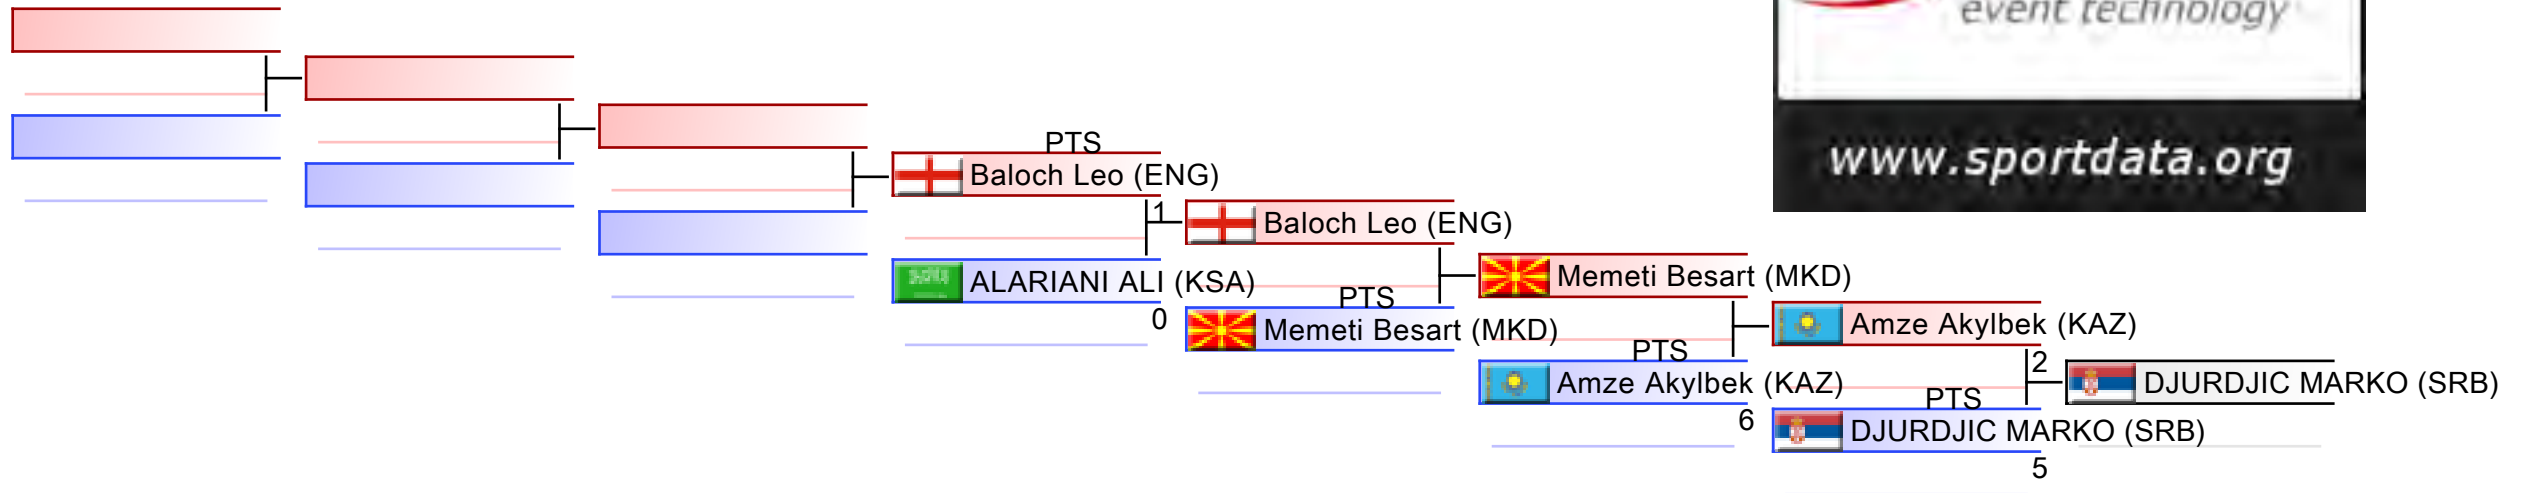 event technology
www.sportdata.org
PTS
Baloch Leo (ENG)
1
ALARIANI ALI (KSA)
0
Baloch Leo (ENG)
PTS
Memeti Besart (MKD)
Memeti Besart (MKD)
PTS
Amze Akylbek (KAZ)
6
Amze Akylbek (KAZ)
2
PTS
DJURDJIC MARKO (SRB)
5
DJURDJIC MARKO (SRB)